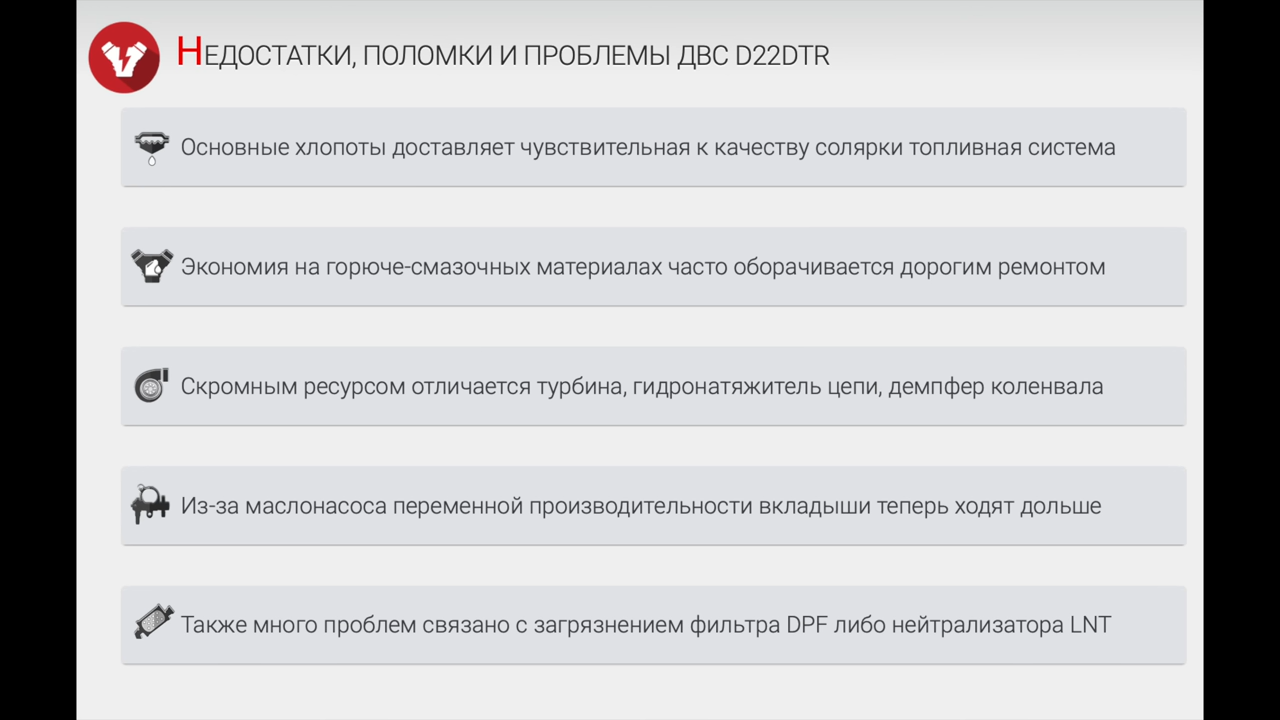 НЕДОСТАТКИ, ПОЛОМКИ И ПРОБЛЕМЫ ДВС D22DTR
Основные хлопоты доставляет чувствительная к качеству солярки топливная система
Экономия на горюче-смазочных материалах часто оборачивается дорогим ремонтом
Скромным ресурсом отличается турбина, гидронатяжитель цепи, демпфер коленвала
Из-за маслонасоса переменной производительности вкладыши теперь ходят дольше
Также много проблем связано с загрязнением фильтра DPF либо нейтрализатора LNT